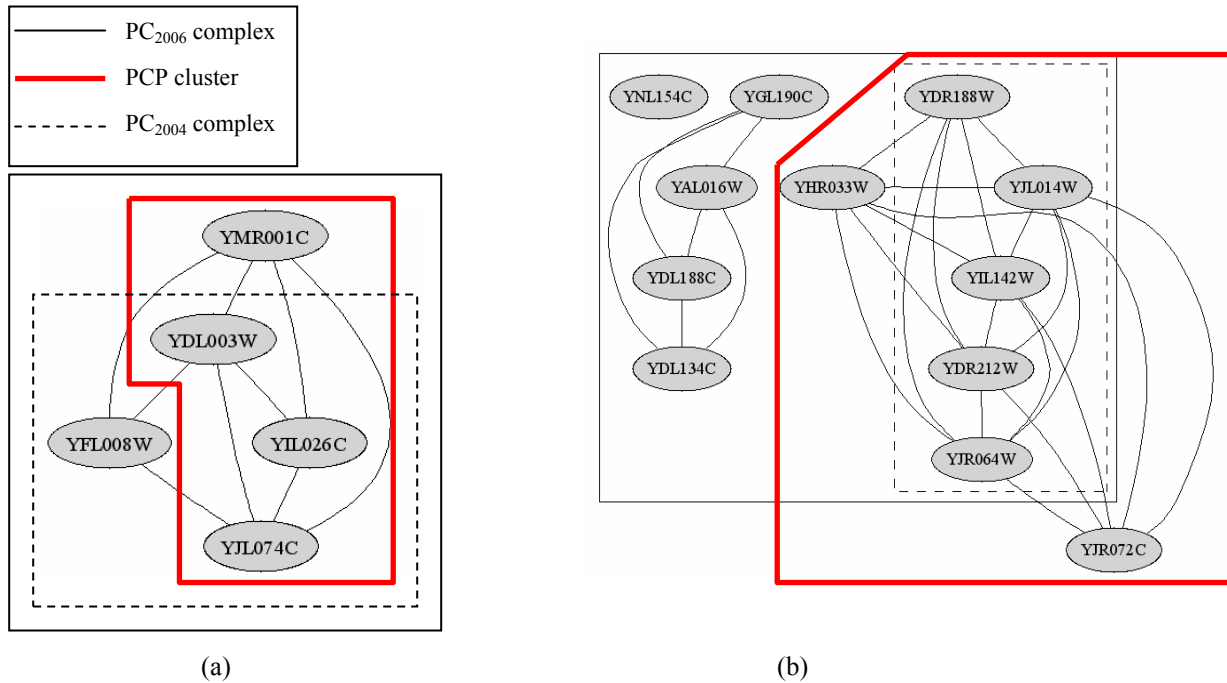 PC2006 complex
PCP cluster
PC2004 complex
YMR001C
YDL003W
YFL008W
YIL026C
YJL074C
(a)
YNL154C
YGL190C
YDR188W
YAL016W
YHR033W
YJL014W
YDL188C
YIL142W
YDL134C
YDR212W
YJR064W
YJR072C
(b)